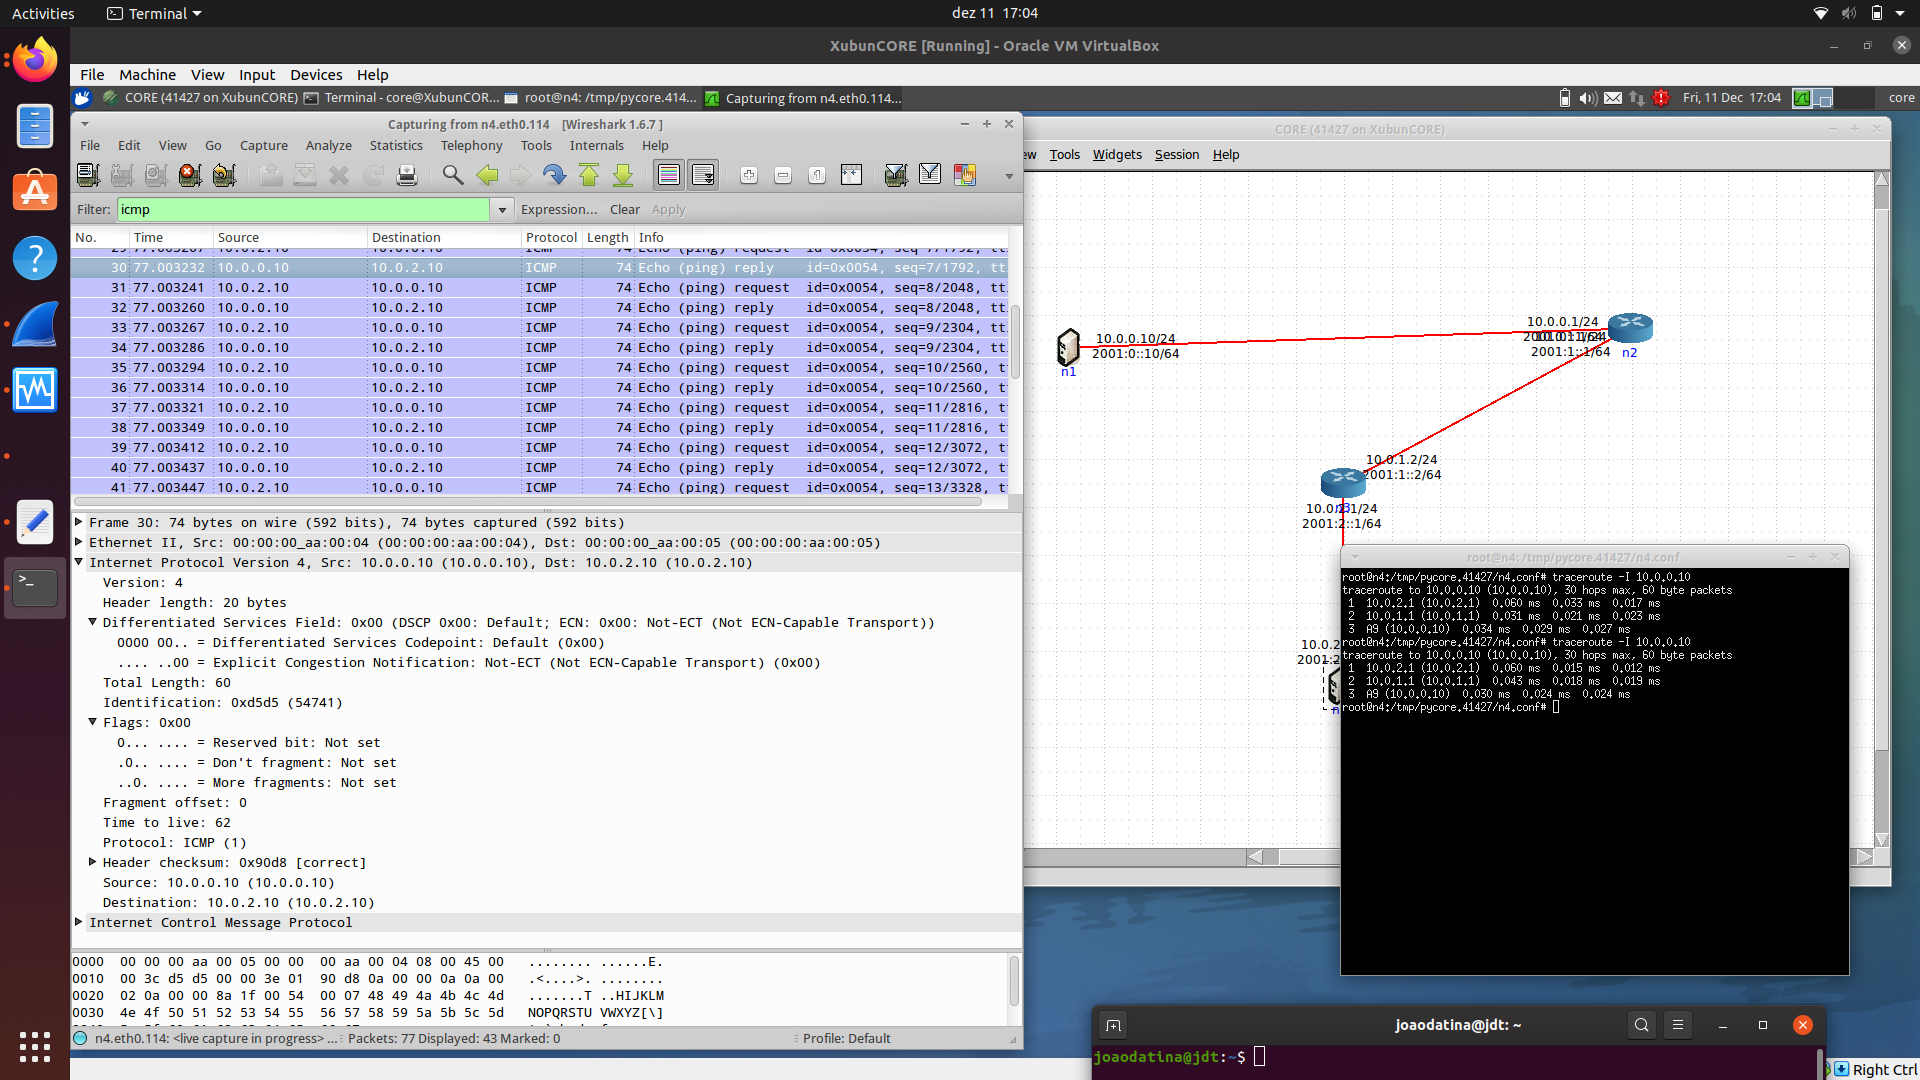 Activities
Terminal
dez 11 17:04
XubunCORE [Running] - Oracle VM VirtualBox
File Machine View Input Devices Help
CORE (41427 on XubunCORE)
Terminal - core@XubunCOR...
root@n4: /tmp/pycore.414...
Capturing from n4.eth0.114...
Fri, 11 Dec 17:04
core
Capturing from n4.eth0.114 [Wireshark 1.6.7 ]
File Edit View Go Capture Analyze Statistics Telephony Tools Internals Help
Filter: icmp Expression... Clear Apply
No. Time Source Destination Protocol Length Info
30 77.003232 10.0.0.10 10.0.2.10 ICMP 74 Echo (ping) reply id=0x0054, seq=7/1792, tt
31 77.003241 10.0.2.10 10.0.0.10 ICMP 74 Echo (ping) request id=0x0054, seq=8/2048, tt
32 77.003260 10.0.0.10 10.0.2.10 ICMP 74 Echo (ping) reply id=0x0054, seq=8/2048, tt
33 77.003267 10.0.2.10 10.0.0.10 ICMP 74 Echo (ping) request id=0x0054, seq=9/2304, tt
34 77.003286 10.0.0.10 10.0.2.10 ICMP 74 Echo (ping) reply id=0x0054, seq=9/2304, tt
35 77.003294 10.0.2.10 10.0.0.10 ICMP 74 Echo (ping) request id=0x0054, seq=10/2560, t
36 77.003314 10.0.0.10 10.0.2.10 ICMP 74 Echo (ping) reply id=0x0054, seq=10/2560, t
37 77.003321 10.0.2.10 10.0.0.10 ICMP 74 Echo (ping) request id=0x0054, seq=11/2816, t
38 77.003349 10.0.0.10 10.0.2.10 ICMP 74 Echo (ping) reply id=0x0054, seq=11/2816, t
39 77.003412 10.0.2.10 10.0.0.10 ICMP 74 Echo (ping) request id=0x0054, seq=12/3072, t
40 77.003437 10.0.0.10 10.0.2.10 ICMP 74 Echo (ping) reply id=0x0054, seq=12/3072, t
41 77.003447 10.0.2.10 10.0.0.10 ICMP 74 Echo (ping) request id=0x0054, seq=13/3328, t
Frame 30: 74 bytes on wire (592 bits), 74 bytes captured (592 bits)
Ethernet II, Src: 00:00:00_aa:00:04 (00:00:00:aa:00:04), Dst: 00:00:00_aa:00:05 (00:00:00:aa:00:05)
Internet Protocol Version 4, Src: 10.0.0.10 (10.0.0.10), Dst: 10.0.2.10 (10.0.2.10)
Version: 4
Header length: 20 bytes
Differentiated Services Field: 0x00 (DSCP 0x00: Default; ECN: 0x00: Not-ECT (Not ECN-Capable Transport))
0000 00.. = Differentiated Services Codepoint: Default (0x00)
.... ..00 = Explicit Congestion Notification: Not-ECT (Not ECN-Capable Transport) (0x00)
Total Length: 60
Identification: 0xd5d5 (54741)
Flags: 0x00
0... .... = Reserved bit: Not set
.0.. .... = Don't fragment: Not set
..0. .... = More fragments: Not set
Fragment offset: 0
Time to live: 62
Protocol: ICMP (1)
Header checksum: 0x90d8 [correct]
Source: 10.0.0.10 (10.0.0.10)
Destination: 10.0.2.10 (10.0.2.10)
Internet Control Message Protocol
0000 00 00 00 aa 00 05 00 00 00 aa 00 04 08 00 45 00 ........ ......E.
0010 00 3c d5 d5 00 00 3e 01 90 d8 0a 00 00 0a 0a 00 .<....>. ........
0020 02 0a 00 00 8a 1f 00 54 00 07 48 49 4a 4b 4c 4d .......T ..HIJKLM
0030 4e 4f 50 51 52 53 54 55 56 57 58 59 5a 5b 5c 5d NOPQRSTU VWXYZ[\]
n4.eth0.114: <live capture in progress> ... Packets: 77 Displayed: 43 Marked: 0
Profile: Default
CORE (41427 on XubunCORE)
ew Tools Widgets Session Help
10.0.0.10/24
2001:0::10/64
n1
10.0.0.1/24
2001:1::1/64
n2
10.0.1.2/24
2001:1::2/64
2001:2::1/64
root@n4: /tmp/pycore.41427/n4.conf
root@n4:/tmp/pycore.41427/n4.conf# traceroute -I 10.0.0.10
traceroute to 10.0.0.10 (10.0.0.10), 30 hops max, 60 byte packets
1 10.0.2.1 (10.0.2.1) 0.060 ms 0.033 ms 0.017 ms
2 10.0.1.1 (10.0.1.1) 0.031 ms 0.021 ms 0.023 ms
3 A9 (10.0.0.10) 0.034 ms 0.029 ms 0.027 ms
root@n4:/tmp/pycore.41427/n4.conf# traceroute -I 10.0.0.10
traceroute to 10.0.0.10 (10.0.0.10), 30 hops max, 60 byte packets
1 10.0.2.1 (10.0.2.1) 0.060 ms 0.015 ms 0.012 ms
2 10.0.1.1 (10.0.1.1) 0.043 ms 0.018 ms 0.019 ms
3 A9 (10.0.0.10) 0.030 ms 0.024 ms 0.024 ms
root@n4:/tmp/pycore.41427/n4.conf#
joaodatina@jdt: ~
joaodatina@jdt:~$
Right Ctrl